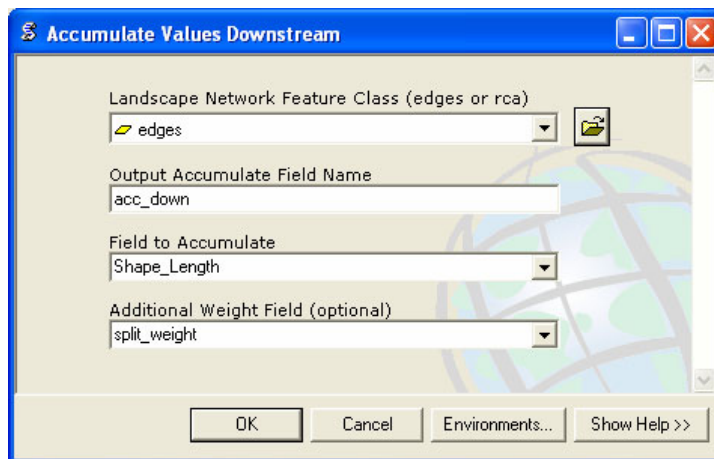 Accumulate Values Downstream
Landscape Network Feature Class (edges or rca)
edges
Output Accumulate Field Name
acc_down
Field to Accumulate
Shape_Length
Additional Weight Field (optional)
split_weight
OK Cancel Environments... Show Help >>